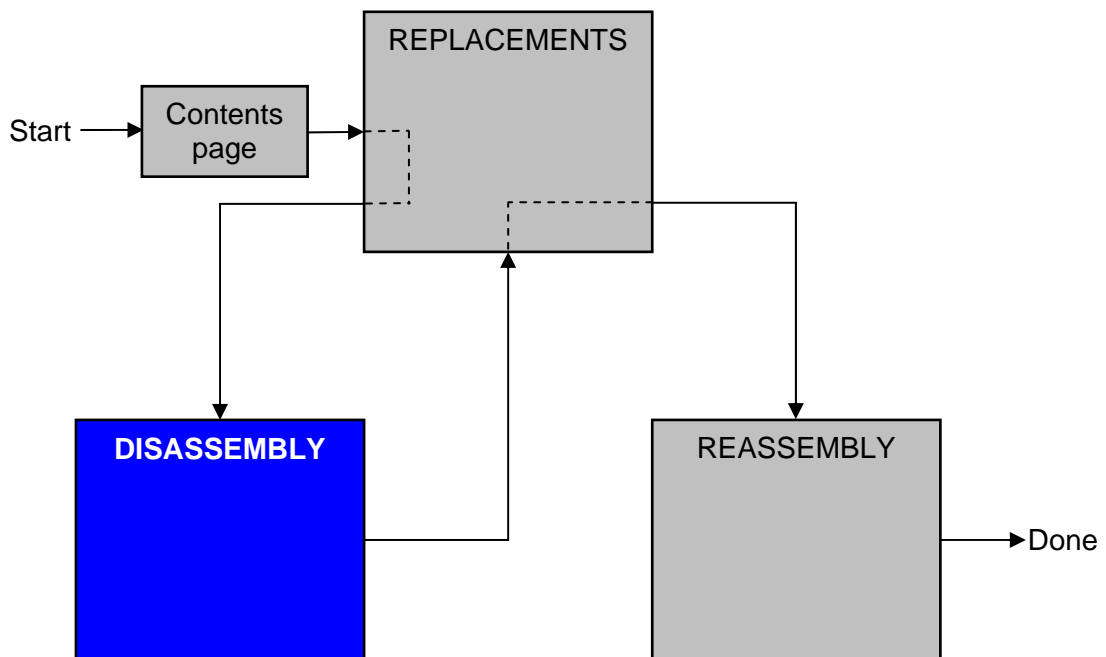 REPLACEMENTS
Start
Contents
page
DISASSEMBLY
REASSEMBLY
Done